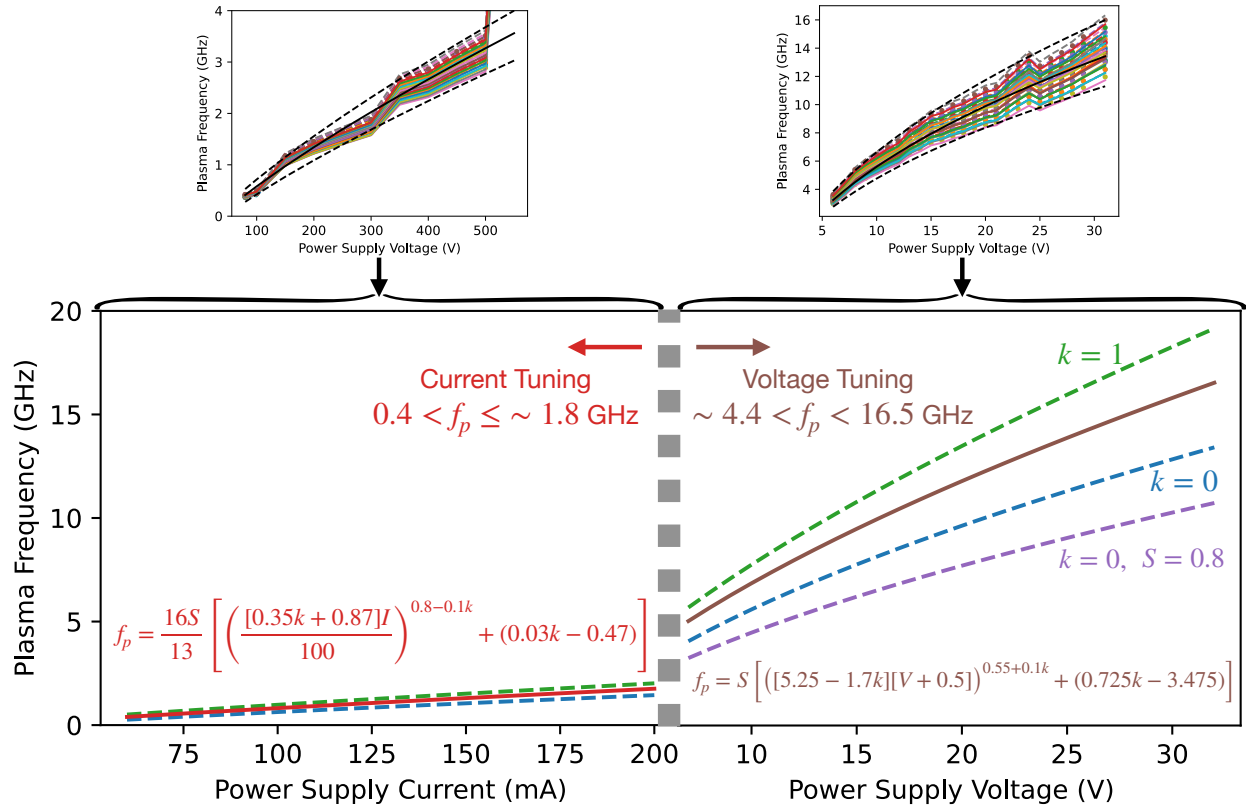 4
3
2
1
0
Plasma Frequency (GHz)
100 200 300 400 500
Power Supply Voltage (V)
16
14
12
10
8
6
4
Plasma Frequency (GHz)
5 10 15 20 25 30
Power Supply Voltage (V)
20
15
10
5
0
Plasma Frequency (GHz)
Current Tuning
0.4 < f_p ≤ ∼ 1.8 GHz
Voltage Tuning
∼ 4.4 < f_p < 16.5 GHz
k = 1
k = 0
k = 0, S = 0.8
f_p = 16S/13 [ ( [0.35k + 0.87]I / 100 )^{0.8−0.1k} + (0.03k − 0.47) ]
f_p = S [ ([5.25 − 1.7k][V + 0.5])^{0.55+0.1k} + (0.725k − 3.475) ]
75 100 125 150 175 200
Power Supply Current (mA)
10 15 20 25 30
Power Supply Voltage (V)